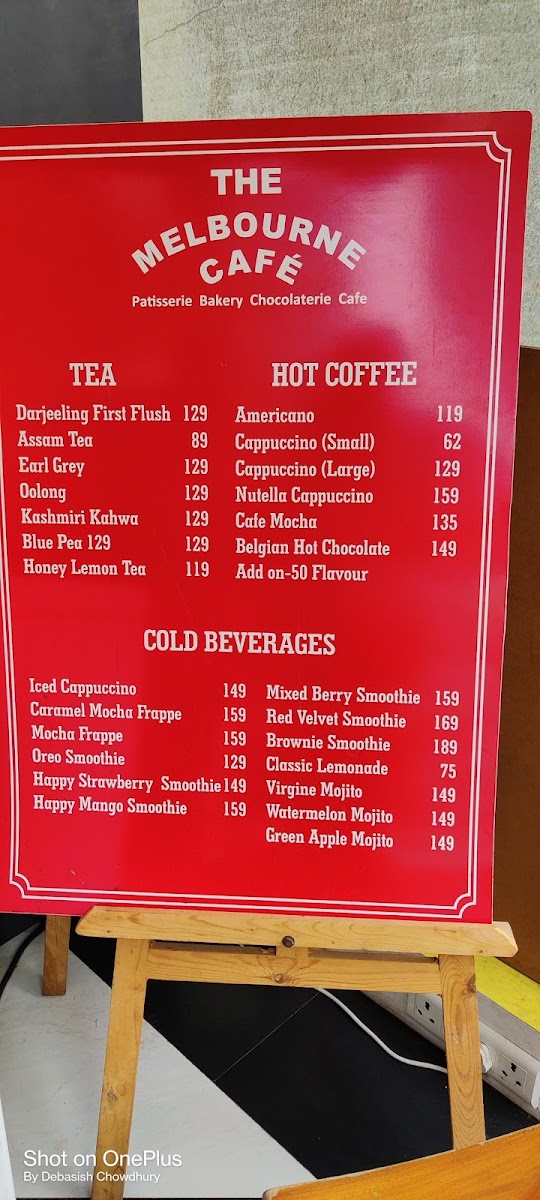 THE
MELBOURNE
CAFÉ
Patisserie Bakery Chocolaterie Cafe
TEA
Darjeeling First Flush 129
Assam Tea 89
Earl Grey 129
Oolong 129
Kashmiri Kahwa 129
Blue Pea 129 129
Honey Lemon Tea 119
HOT COFFEE
Americano 119
Cappuccino (Small) 62
Cappuccino (Large) 129
Nutella Cappuccino 159
Cafe Mocha 135
Belgian Hot Chocolate 149
Add on-50 Flavour
COLD BEVERAGES
Iced Cappuccino 149
Caramel Mocha Frappe 159
Mocha Frappe 159
Oreo Smoothie 129
Happy Strawberry Smoothie 149
Happy Mango Smoothie 159
Mixed Berry Smoothie 159
Red Velvet Smoothie 169
Brownie Smoothie 189
Classic Lemonade 75
Virgine Mojito 149
Watermelon Mojito 149
Green Apple Mojito 149
Shot on OnePlus
By Debasish Chowdhury